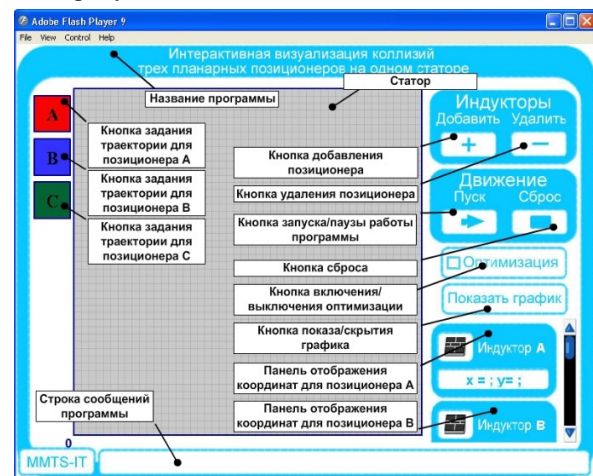 Adobe Flash Player 9
File View Control Help
Интерактивная визуализация коллизий
трех планарных позиционеров на одном статоре
Название программы
Статор
A
B
C
Кнопка задания
траектории для
позиционера А
Кнопка задания
траектории для
позиционера В
Кнопка задания
траектории для
позиционера С
Кнопка добавления
позиционера
Кнопка удаления позиционера
Кнопка запуска/паузы работы
программы
Кнопка сброса
Кнопка включения/
выключения оптимизации
Кнопка показа/скрытия
графика
Панель отображения
координат для позиционера А
Панель отображения
координат для позиционера В
Строка сообщений
программы
Индукторы
Добавить Удалить
+ −
Движение
Пуск Сброс
Оптимизация
Показать график
Индуктор А
x = ; y= ;
Индуктор В
0
MMTS-IT